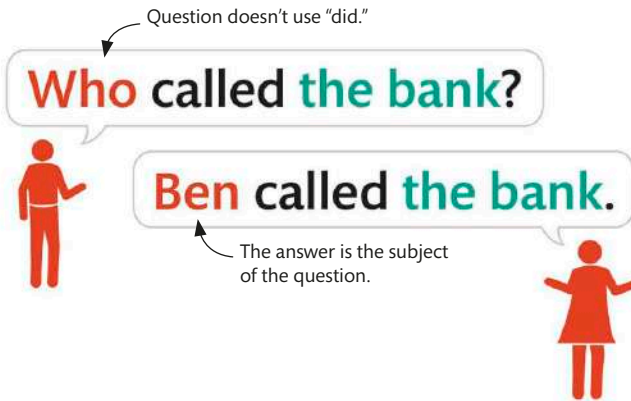 Question doesn’t use “did.”
Who called the bank?
Ben called the bank.
The answer is the subject
of the question.